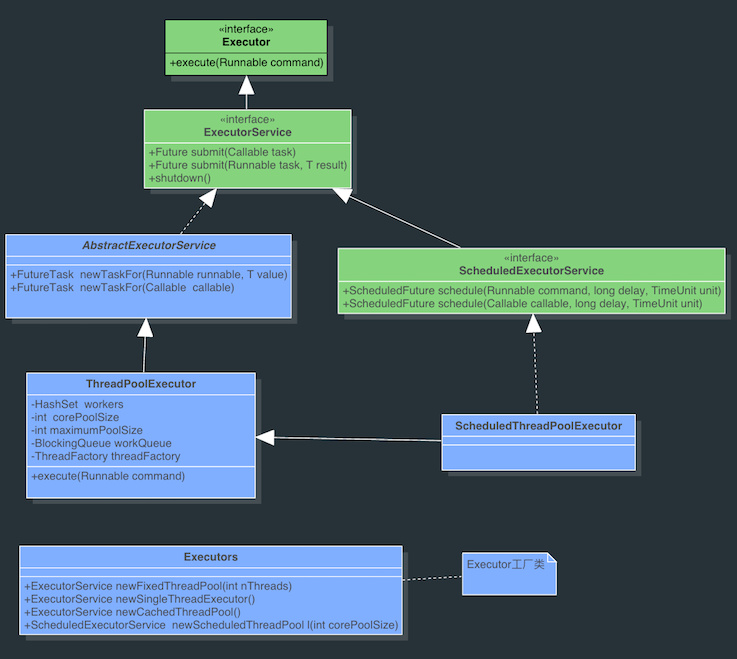 «interface»
Executor
+execute(Runnable command)
«interface»
ExecutorService
+Future submit(Callable task)
+Future submit(Runnable task, T result)
+shutdown()
AbstractExecutorService
+FutureTask newTaskFor(Runnable runnable, T value)
+FutureTask newTaskFor(Callable callable)
«interface»
ScheduledExecutorService
+ScheduledFuture schedule(Runnable command, long delay, TimeUnit unit)
+ScheduledFuture schedule(Callable callable, long delay, TimeUnit unit)
ThreadPoolExecutor
-HashSet workers
-int corePoolSize
-int maximumPoolSize
-BlockingQueue workQueue
-ThreadFactory threadFactory
+execute(Runnable command)
ScheduledThreadPoolExecutor
Executors
+ExecutorService newFixedThreadPool(int nThreads)
+ExecutorService newSingleThreadExecutor()
+ExecutorService newCachedThreadPool()
+ScheduledExecutorService newScheduledThreadPool l(int corePoolSize)
Executor工厂类